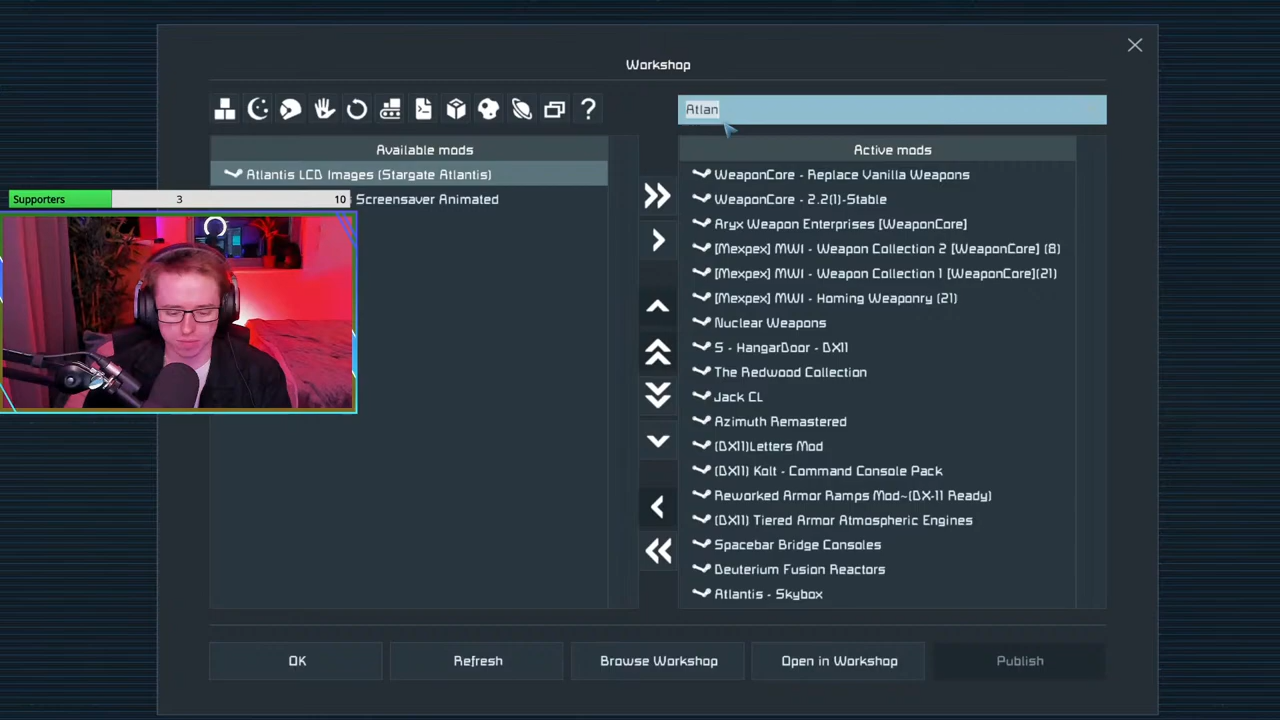 Workshop
Atlan
Available mods
Atlantis LCD Images (Stargate Atlantis)
Screensaver Animated
Supporters 3 10
Active mods
WeaponCore - Replace Vanilla Weapons
WeaponCore - 2.2(1)-Stable
Aryx Weapon Enterprises [WeaponCore]
[Mexpex] MWI - Weapon Collection 2 [WeaponCore] (8)
[Mexpex] MWI - Weapon Collection 1 [WeaponCore](21)
[Mexpex] MWI - Homing Weaponry (21)
Nuclear Weapons
S - HangarDoor - DX11
The Redwood Collection
Jack CL
Azimuth Remastered
(DX11)Letters Mod
(DX11) Kolt - Command Console Pack
Reworked Armor Ramps Mod~(DX-11 Ready)
(DX11) Tiered Armor Atmospheric Engines
Spacebar Bridge Consoles
Deuterium Fusion Reactors
Atlantis - Skybox
OK
Refresh
Browse Workshop
Open in Workshop
Publish